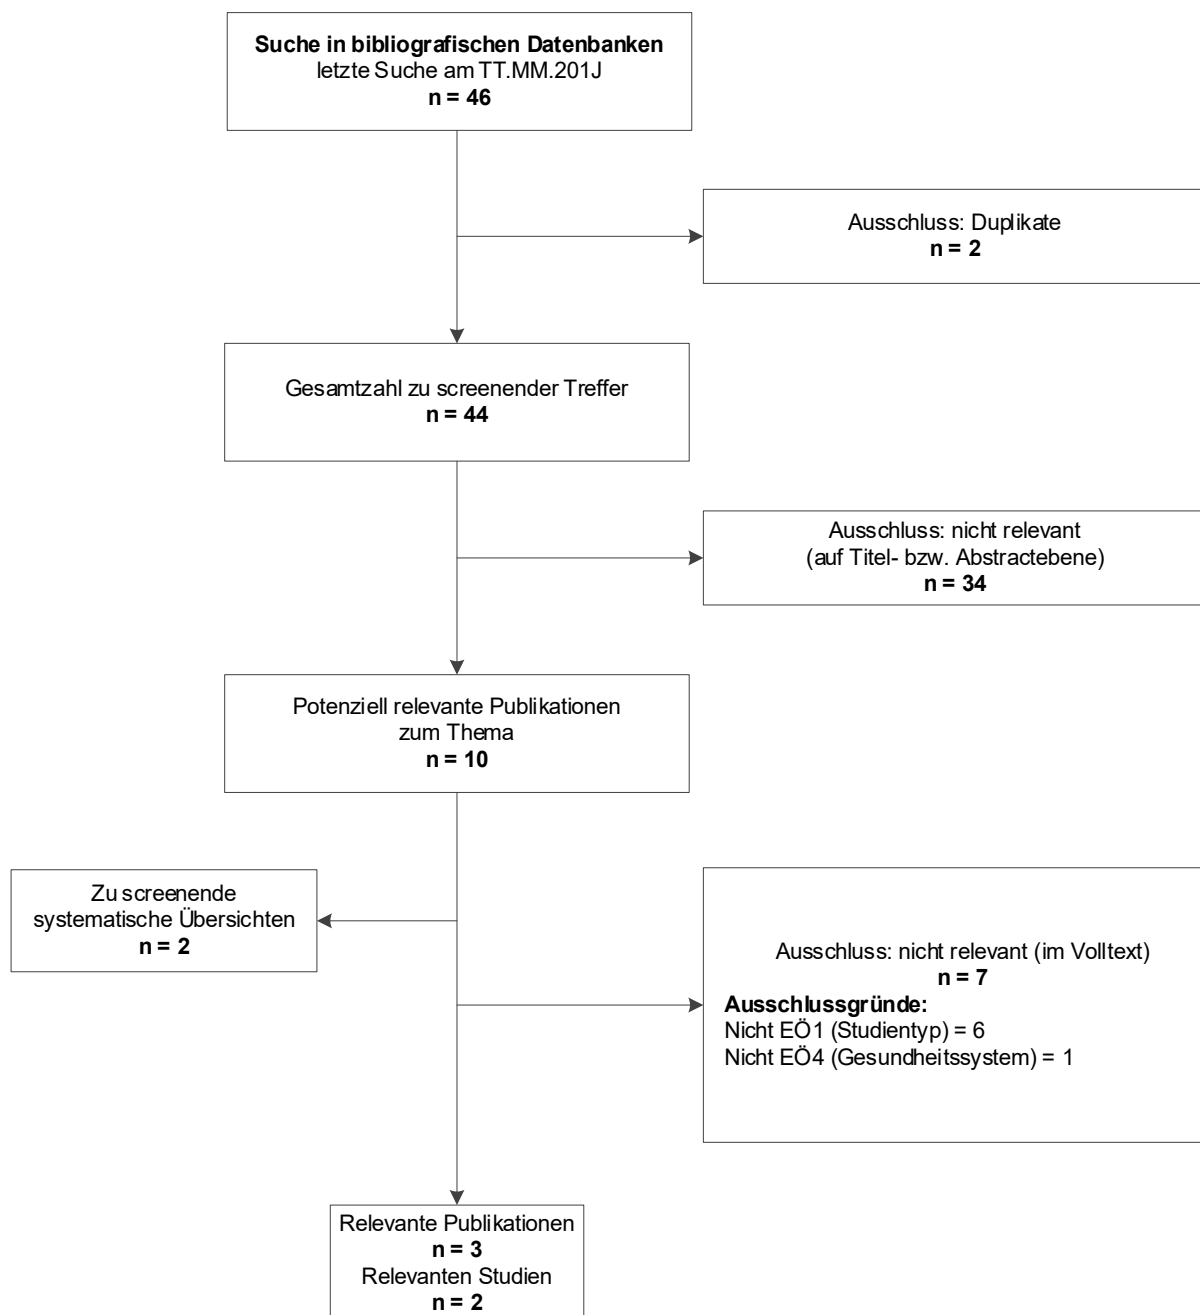 Suche in bibliografischen Datenbanken
letzte Suche am TT.MM.201J
n = 46
Ausschluss: Duplikate
n = 2
Gesamtzahl zu screenender Treffer
n = 44
Ausschluss: nicht relevant
(auf Titel- bzw. Abstractebene)
n = 34
Potenziell relevante Publikationen
zum Thema
n = 10
Zu screenende
systematische Übersichten
n = 2
Ausschluss: nicht relevant (im Volltext)
n = 7
Ausschlussgründe:
Nicht EÖ1 (Studientyp) = 6
Nicht EÖ4 (Gesundheitssystem) = 1
Relevante Publikationen
n = 3
Relevanten Studien
n = 2